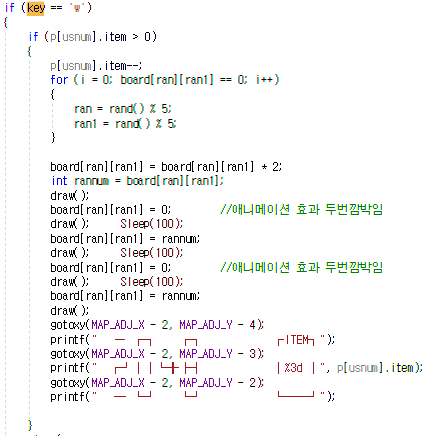 if (key == 'ㅂ')
{
if (p[usnum].item > 0)
{
p[usnum].item--;
for (i = 0; board[ran][ran1] == 0; i++)
{
ran = rand() % 5;
ran1 = rand() % 5;
}
board[ran][ran1] = board[ran][ran1] * 2;
int rannum = board[ran][ran1];
draw();
board[ran][ran1] = 0; //애니메이션 효과 두번깜박임
draw(); Sleep(100);
board[ran][ran1] = rannum;
draw(); Sleep(100);
board[ran][ran1] = 0; //애니메이션 효과 두번깜박임
draw(); Sleep(100);
board[ran][ran1] = rannum;
draw();
gotoxy(MAP_ADJ_X - 2, MAP_ADJ_Y - 4);
printf(" ─ ┌┐ ┌┐ ┌ITEM┐");
gotoxy(MAP_ADJ_X - 2, MAP_ADJ_Y - 3);
printf(" ┌┘││└╂├┤ │%3d │", p[usnum].item);
gotoxy(MAP_ADJ_X - 2, MAP_ADJ_Y - 2);
printf(" ─ └┘ └┘ └──┘");
}